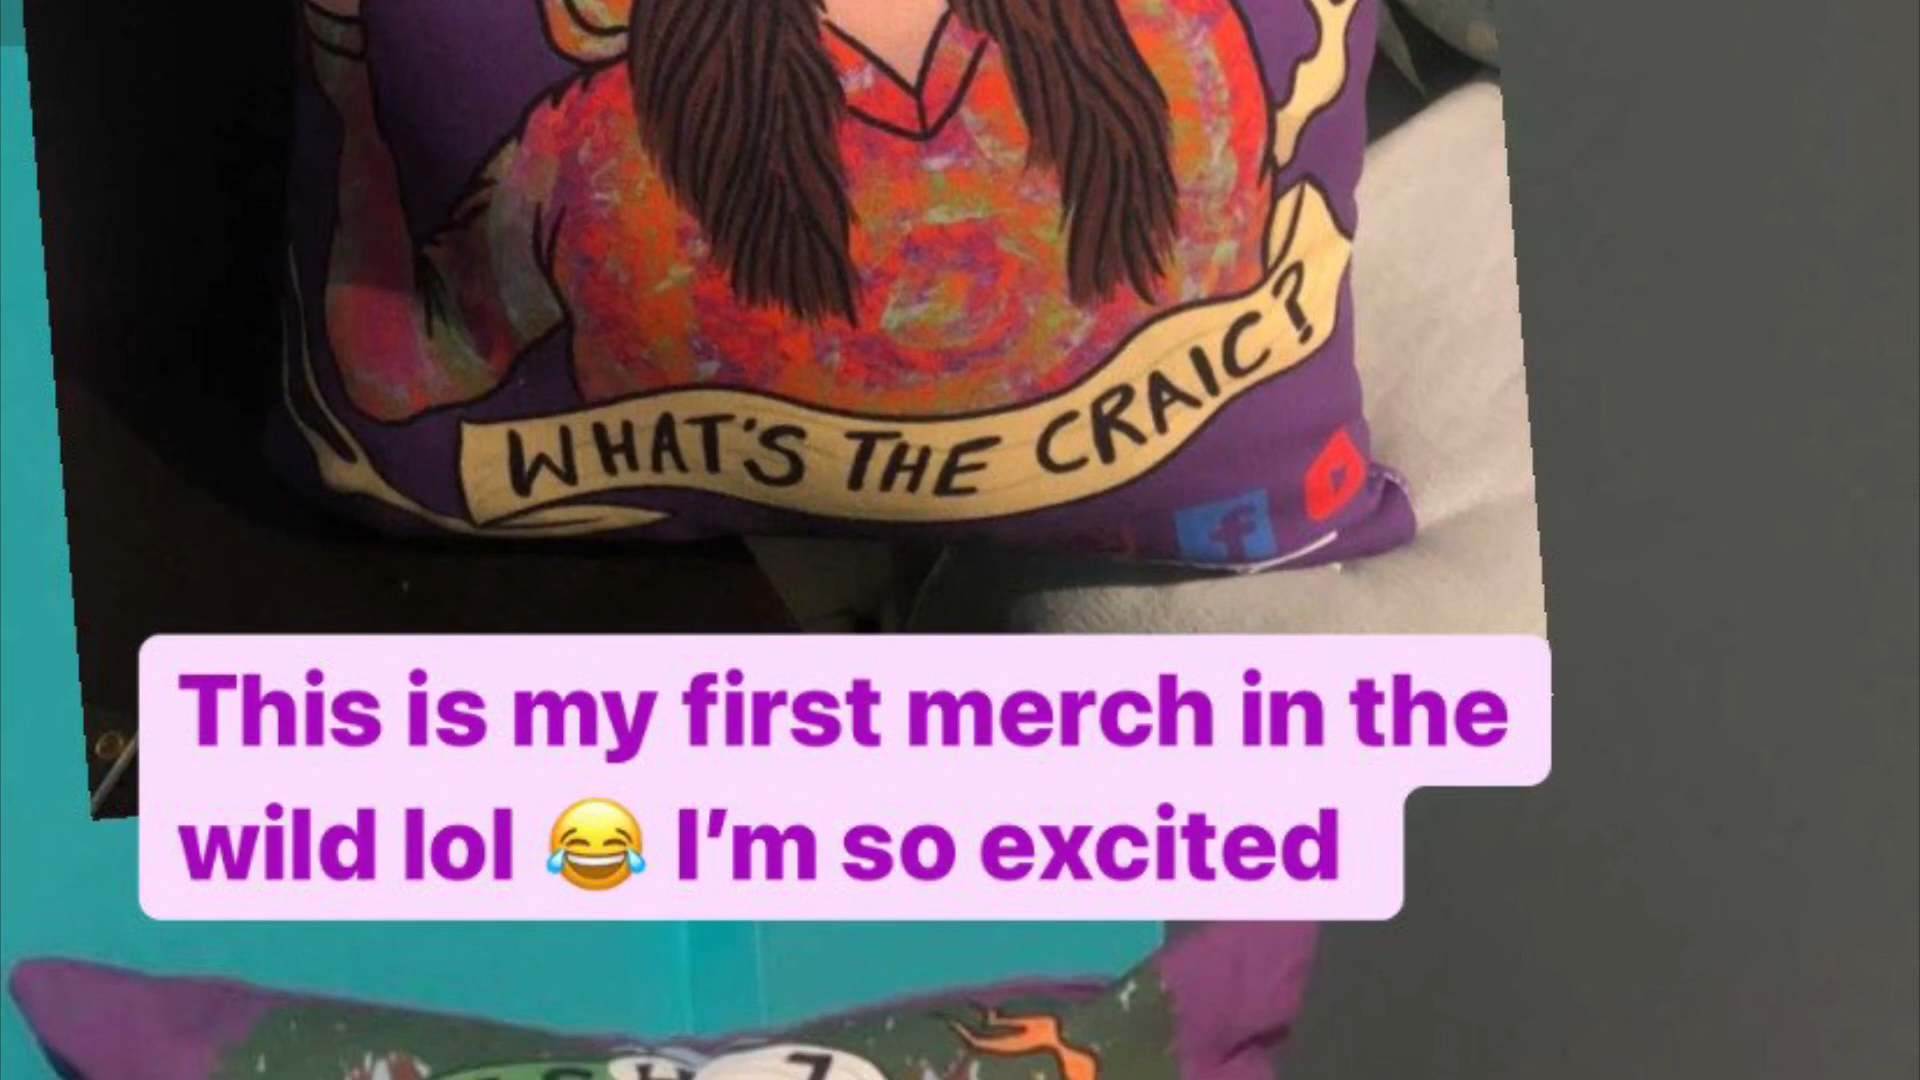 WHAT'S THE CRAIC?
f
This is my first merch in the
wild lol 😂 I'm so excited